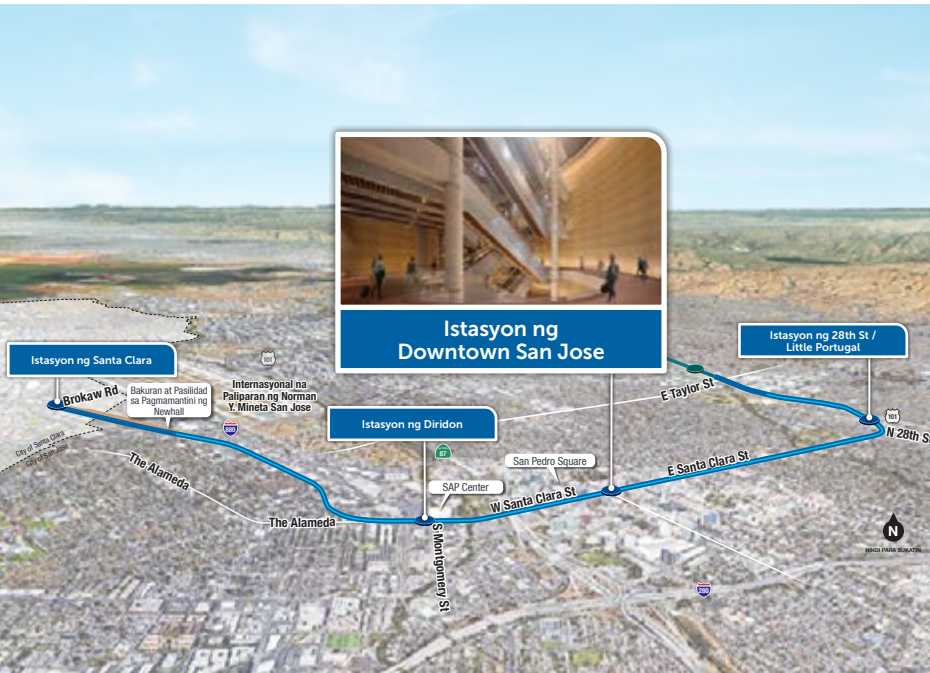 Istasyon ng
Downtown San Jose
Istasyon ng 28th St /
Little Portugal
Istasyon ng Santa Clara
101
Internasyonal na
Paliparan ng Norman
Y. Mineta San Jose
E Taylor St
Brokaw Rd
Bakuran at Pasilidad
sa Pagmamantini ng
Newhall
880
Istasyon ng Diridon
101
N 28th St
City of Santa Clara
City of San Jose
87
The Alameda
San Pedro Square
E Santa Clara St
SAP Center
W Santa Clara St
The Alameda
S Montgomery St
N
HINDI PARA SUKATIN
280